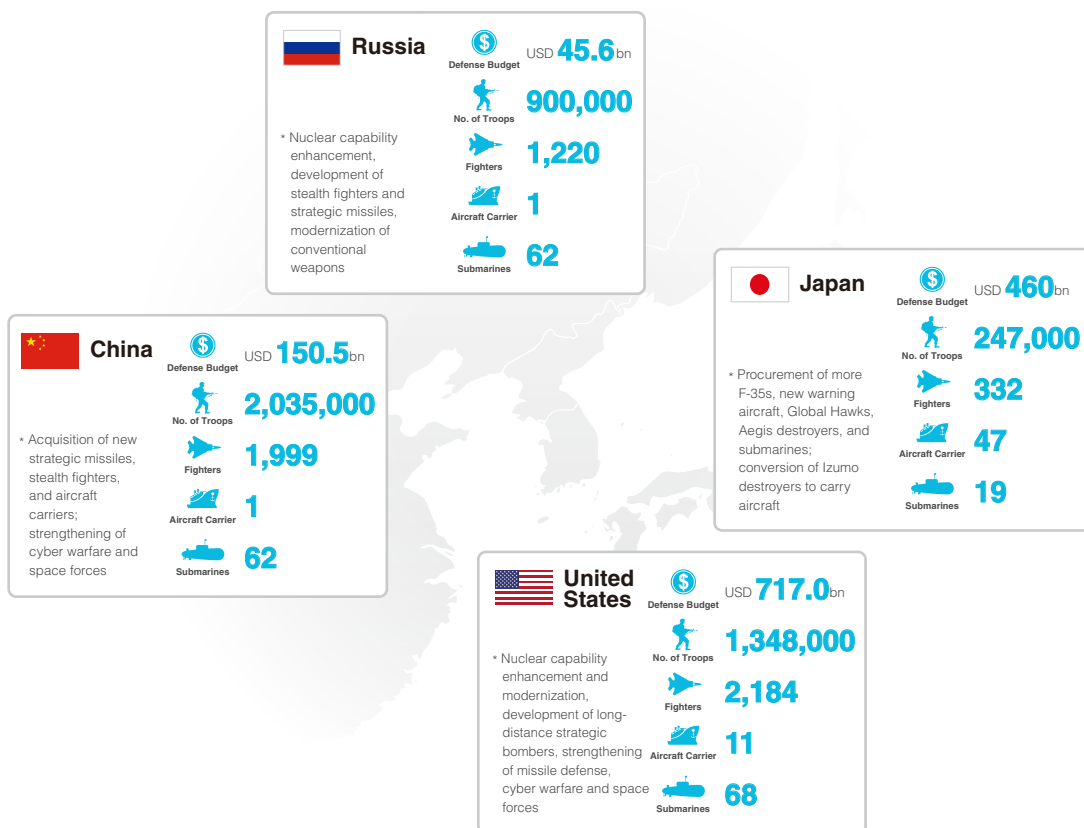 Russia
Defense Budget
USD 45.6bn
No. of Troops
900,000
Fighters
1,220
Aircraft Carrier
1
Submarines
62
* Nuclear capability
enhancement,
development of
stealth fighters and
strategic missiles,
modernization of
conventional
weapons
Japan
Defense Budget
USD 460bn
No. of Troops
247,000
Fighters
332
Aircraft Carrier
47
Submarines
19
* Procurement of more
F-35s, new warning
aircraft, Global Hawks,
Aegis destroyers, and
submarines;
conversion of Izumo
destroyers to carry
aircraft
China
Defense Budget
USD 150.5bn
No. of Troops
2,035,000
Fighters
1,999
Aircraft Carrier
1
Submarines
62
* Acquisition of new
strategic missiles,
stealth fighters,
and aircraft
carriers;
strengthening of
cyber warfare and
space forces
United
States
Defense Budget
USD 717.0bn
No. of Troops
1,348,000
Fighters
2,184
Aircraft Carrier
11
Submarines
68
* Nuclear capability
enhancement and
modernization,
development of long-
distance strategic
bombers, strengthening
of missile defense,
cyber warfare and space
forces